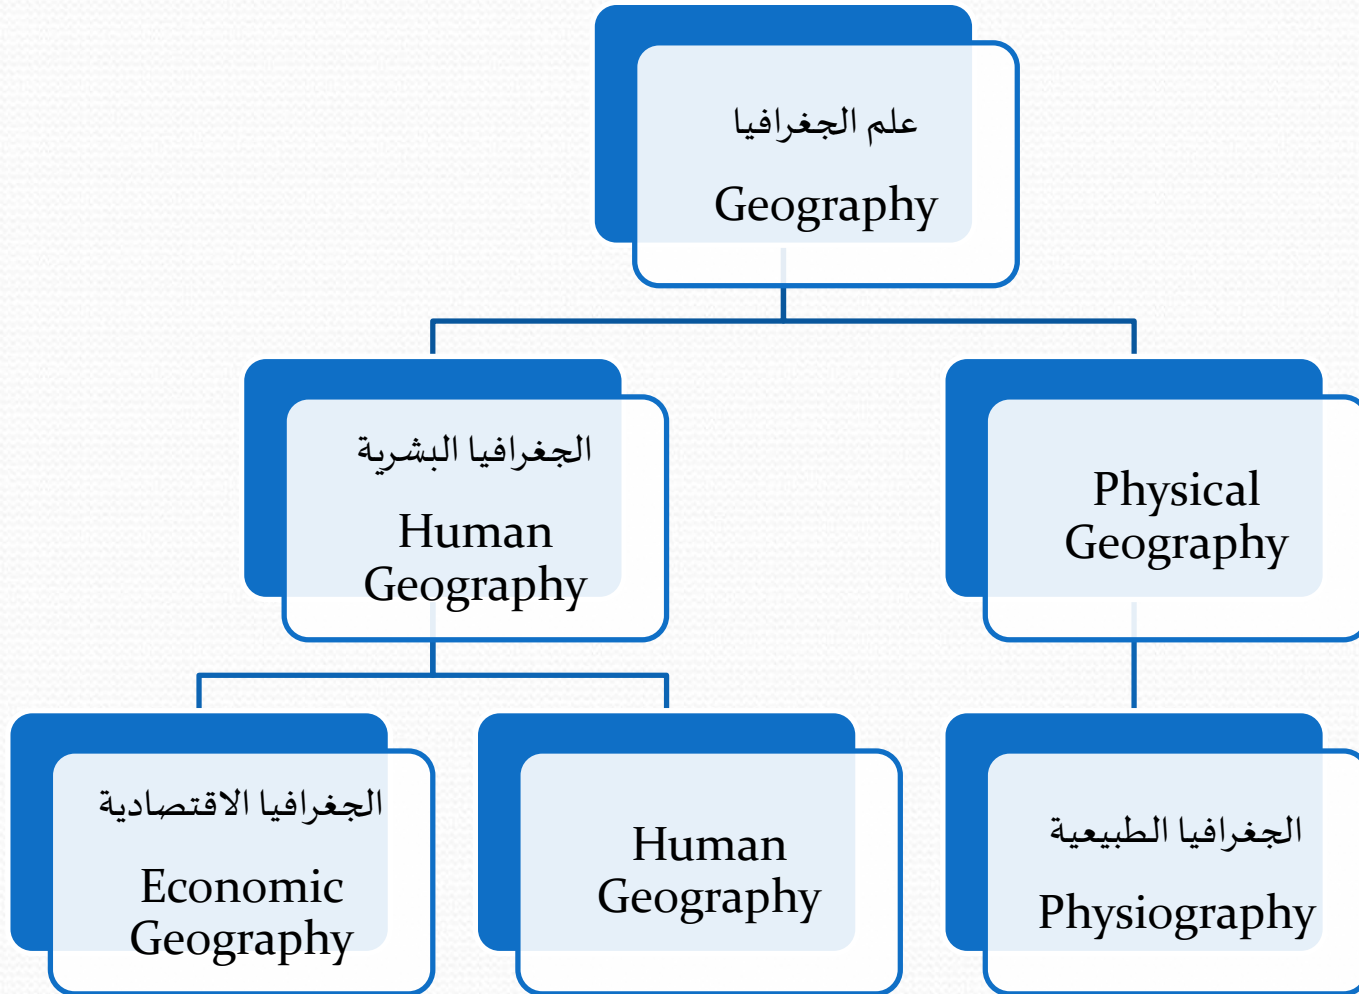 علم الجغرافيا
Geography
الجغرافيا البشرية
Human
Geography
Physical
Geography
الجغرافيا الاقتصادية
Economic
Geography
Human
Geography
الجغرافيا الطبيعية
Physiography